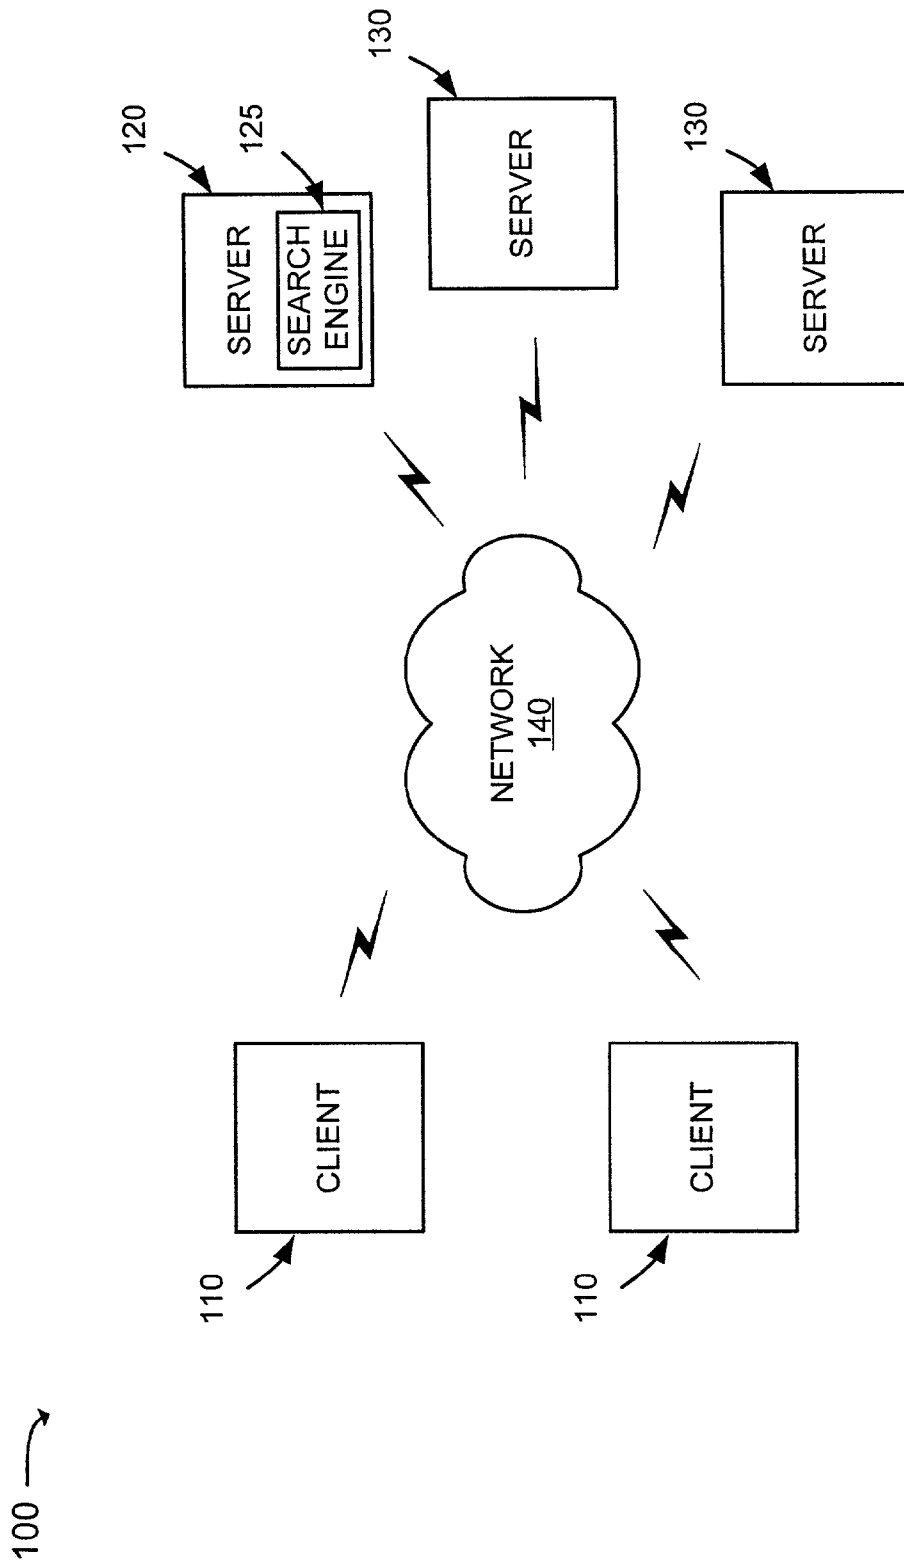 100
110
CLIENT
110
CLIENT
NETWORK
140
120
SERVER
125
SEARCH
ENGINE
130
SERVER
130
SERVER